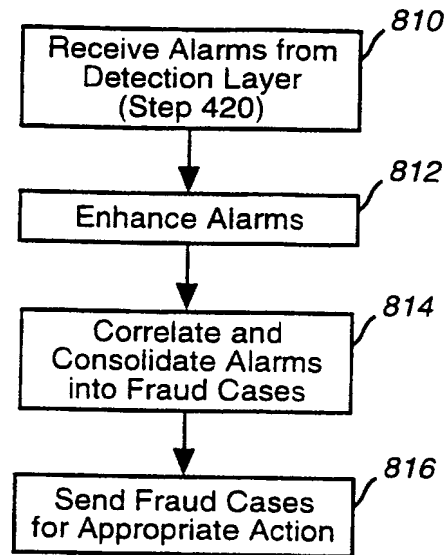 810
Receive Alarms from
Detection Layer
(Step 420)
812
Enhance Alarms
814
Correlate and
Consolidate Alarms
into Fraud Cases
816
Send Fraud Cases
for Appropriate Action